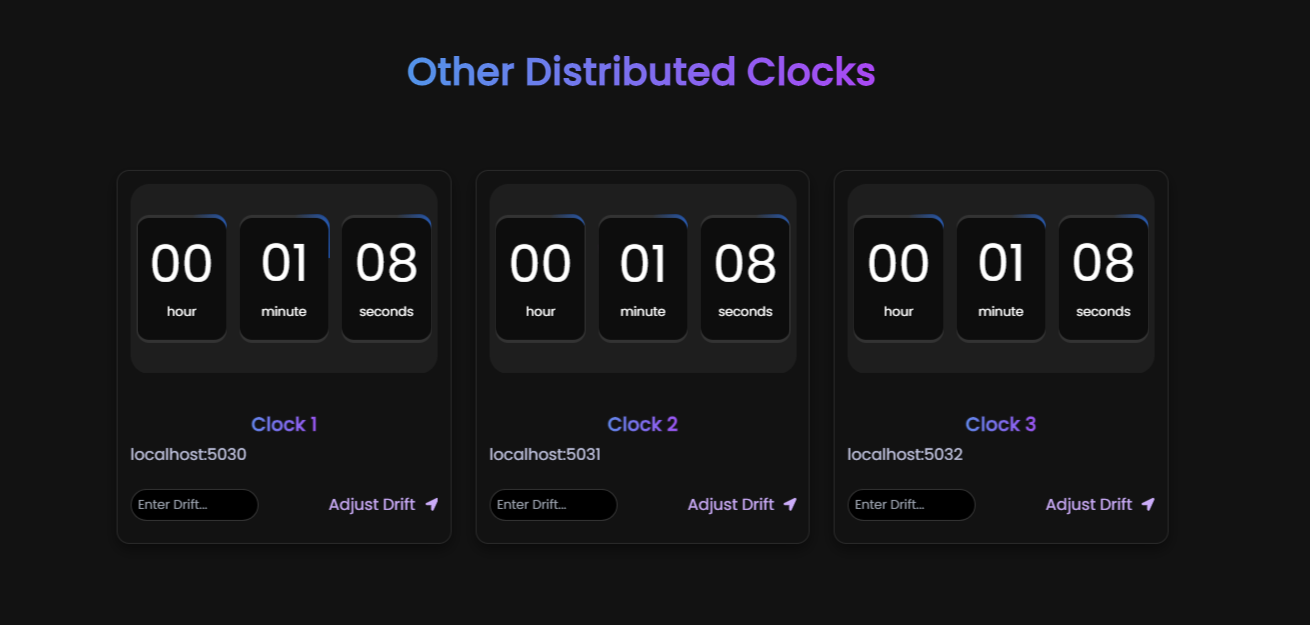 Other Distributed Clocks
00 01 08 00 01 08 00 01 08
hour minute seconds hour minute seconds hour minute seconds
Clock 1 Clock 2 Clock 3
localhost:5030 localhost:5031 localhost:5032
Enter Drift... Adjust Drift Enter Drift... Adjust Drift Enter Drift... Adjust Drift